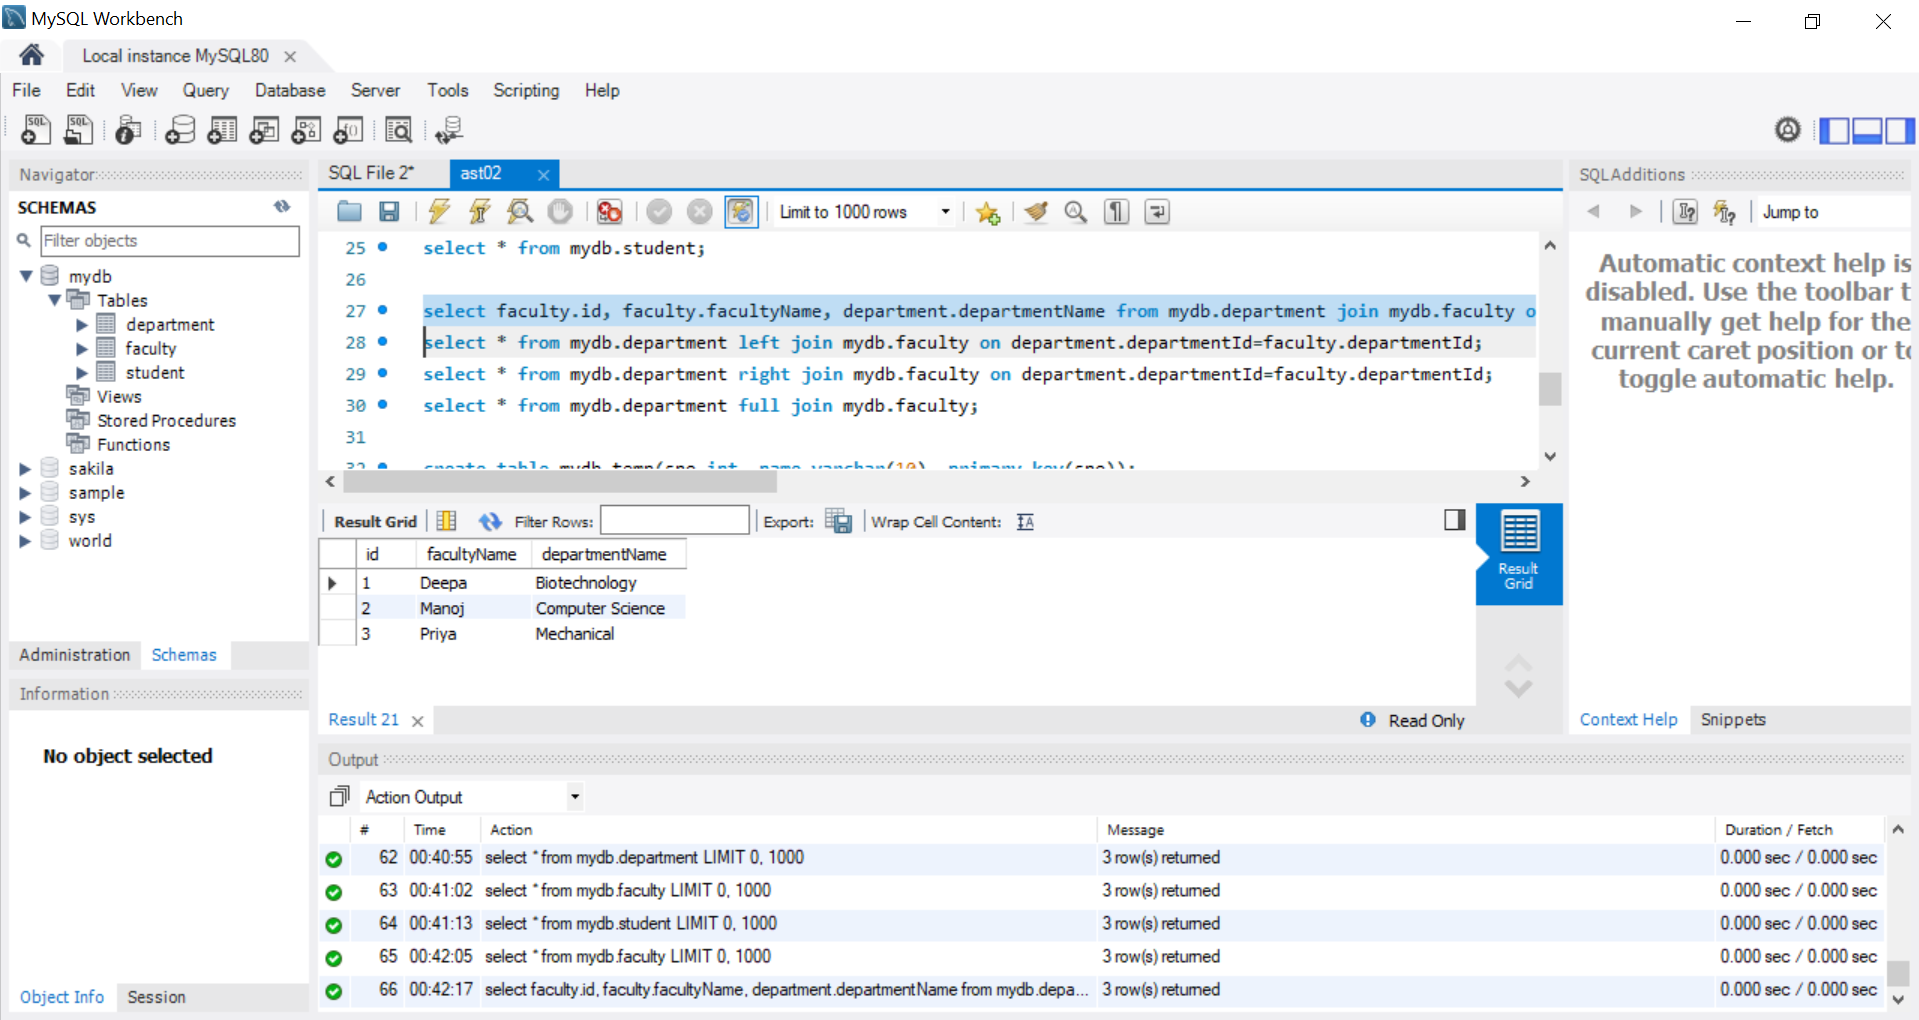 MySQL Workbench
Local instance MySQL80
File Edit View Query Database Server Tools Scripting Help
Navigator
SCHEMAS
Filter objects
mydb
Tables
department
faculty
student
Views
Stored Procedures
Functions
sakila
sample
sys
world
Administration Schemas
Information
No object selected
Object Info Session
SQL File 2* ast02
Limit to 1000 rows
25 select * from mydb.student;
26
27 select faculty.id, faculty.facultyName, department.departmentName from mydb.department join mydb.faculty o
28 select * from mydb.department left join mydb.faculty on department.departmentId=faculty.departmentId;
29 select * from mydb.department right join mydb.faculty on department.departmentId=faculty.departmentId;
30 select * from mydb.department full join mydb.faculty;
31
32 create table mydb.temp(sno int, name varchar(10), primary key(sno));
Result Grid Filter Rows: Export: Wrap Cell Content:
id facultyName departmentName
1 Deepa Biotechnology
2 Manoj Computer Science
3 Priya Mechanical
Result Grid
Result 21
Read Only
SQLAdditions
Jump to
Automatic context help is
disabled. Use the toolbar t
manually get help for the
current caret position or to
toggle automatic help.
Context Help Snippets
Output
Action Output
# Time Action Message Duration / Fetch
62 00:40:55 select * from mydb.department LIMIT 0, 1000 3 row(s) returned 0.000 sec / 0.000 sec
63 00:41:02 select * from mydb.faculty LIMIT 0, 1000 3 row(s) returned 0.000 sec / 0.000 sec
64 00:41:13 select * from mydb.student LIMIT 0, 1000 3 row(s) returned 0.000 sec / 0.000 sec
65 00:42:05 select * from mydb.faculty LIMIT 0, 1000 3 row(s) returned 0.000 sec / 0.000 sec
66 00:42:17 select faculty.id, faculty.facultyName, department.departmentName from mydb.depa... 3 row(s) returned 0.000 sec / 0.000 sec